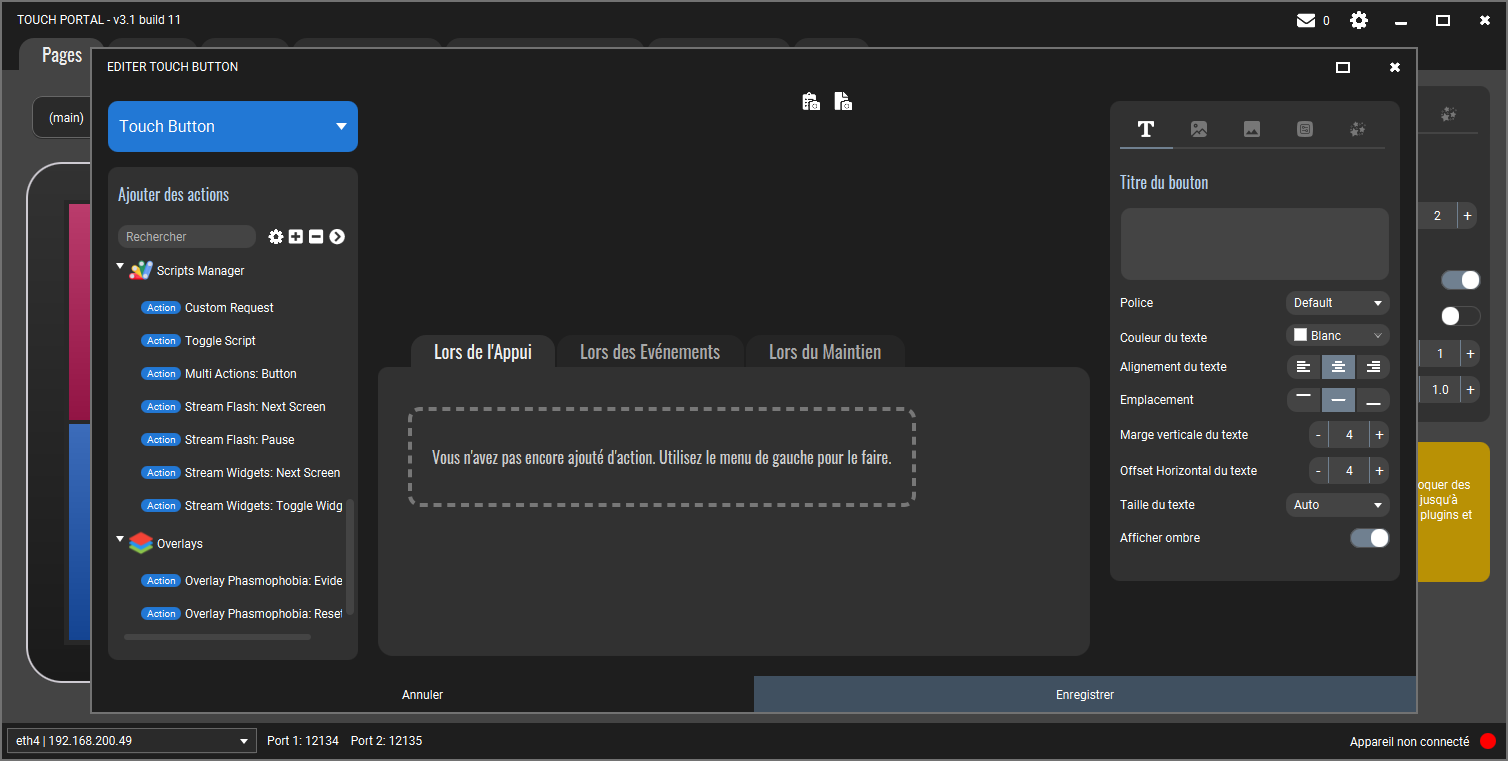 TOUCH PORTAL - v3.1 build 11
0
Pages
(main)
EDITER TOUCH BUTTON
Touch Button
Ajouter des actions
Rechercher
Scripts Manager
Action Custom Request
Action Toggle Script
Action Multi Actions: Button
Action Stream Flash: Next Screen
Action Stream Flash: Pause
Action Stream Widgets: Next Screen
Action Stream Widgets: Toggle Widg
Overlays
Action Overlay Phasmophobia: Evide
Action Overlay Phasmophobia: Reset
Lors de l'Appui
Lors des Evénements
Lors du Maintien
Vous n'avez pas encore ajouté d'action. Utilisez le menu de gauche pour le faire.
T
Titre du bouton
Police Default
Couleur du texte Blanc
Alignement du texte
Emplacement
Marge verticale du texte - 4 +
Offset Horizontal du texte - 4 +
Taille du texte Auto
Afficher ombre
2 +
1 +
1.0 +
oquer des
jusqu'à
plugins et
Annuler
Enregistrer
eth4 | 192.168.200.49
Port 1: 12134 Port 2: 12135
Appareil non connecté